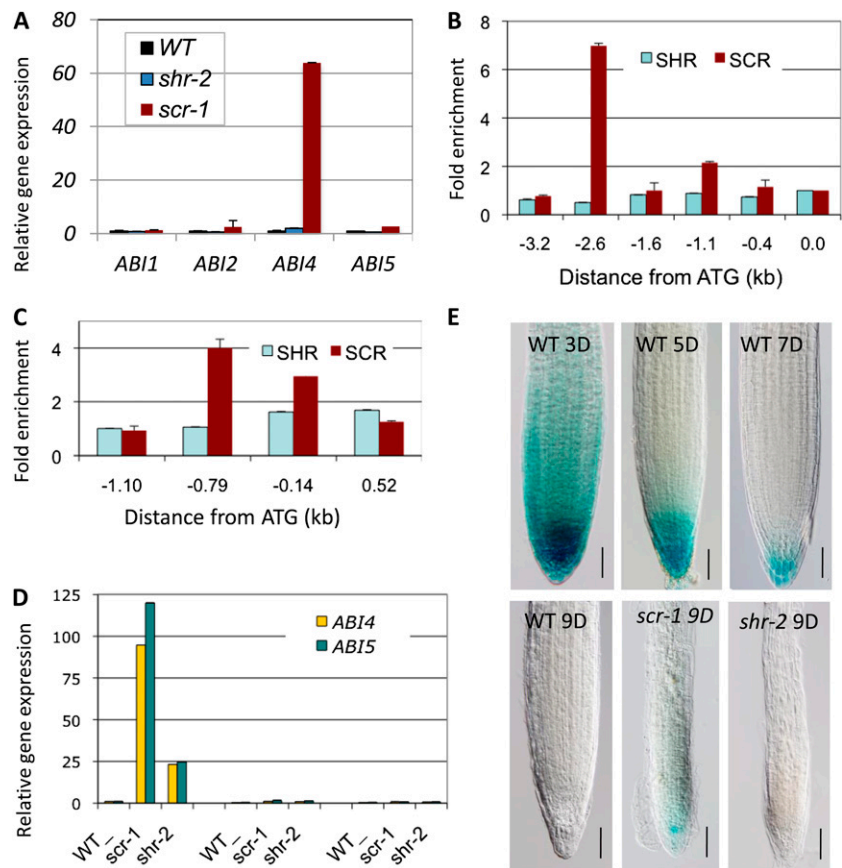 A
Relative gene expression
80
60
40
20
0
WT
shr-2
scr-1
ABI1 ABI2 ABI4 ABI5
B
Fold enrichment
8
6
4
2
0
SHR SCR
-3.2 -2.6 -1.6 -1.1 -0.4 0.0
Distance from ATG (kb)
C
Fold enrichment
4
2
0
SHR SCR
-1.10 -0.79 -0.14 0.52
Distance from ATG (kb)
D
Relative gene expression
125
100
75
50
25
0
ABI4
ABI5
WT_ scr-1 shr-2 WT_ scr-1 shr-2 WT_ scr-1 shr-2
E
WT 3D WT 5D WT 7D
WT 9D scr-1 9D shr-2 9D